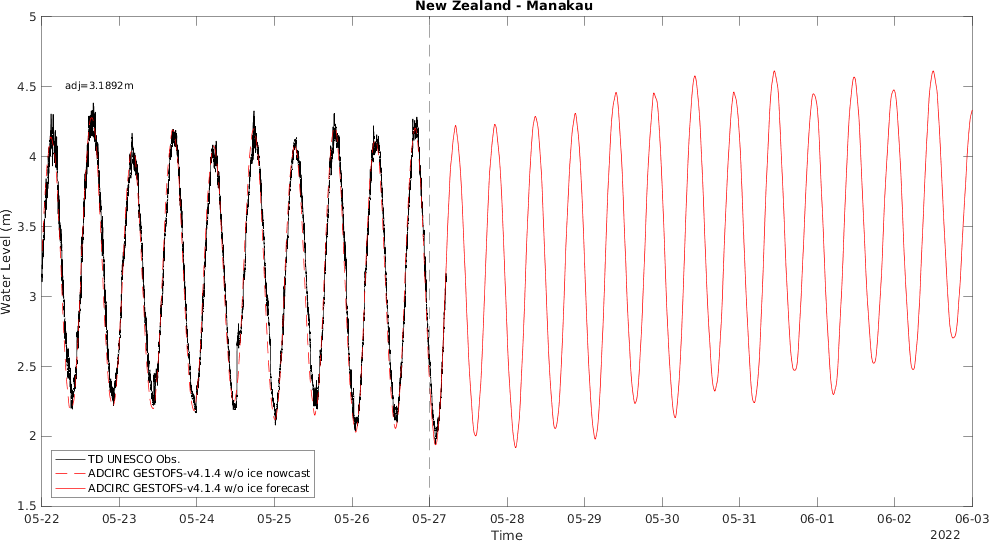 New Zealand - Manakau
adj=3.1892m
5
4.5
4
3.5
3
2.5
2
1.5
Water Level (m)
TD UNESCO Obs.
ADCIRC GESTOFS-v4.1.4 w/o ice nowcast
ADCIRC GESTOFS-v4.1.4 w/o ice forecast
05-22 05-23 05-24 05-25 05-26 05-27 05-28 05-29 05-30 05-31 06-01 06-02 06-03
Time
2022